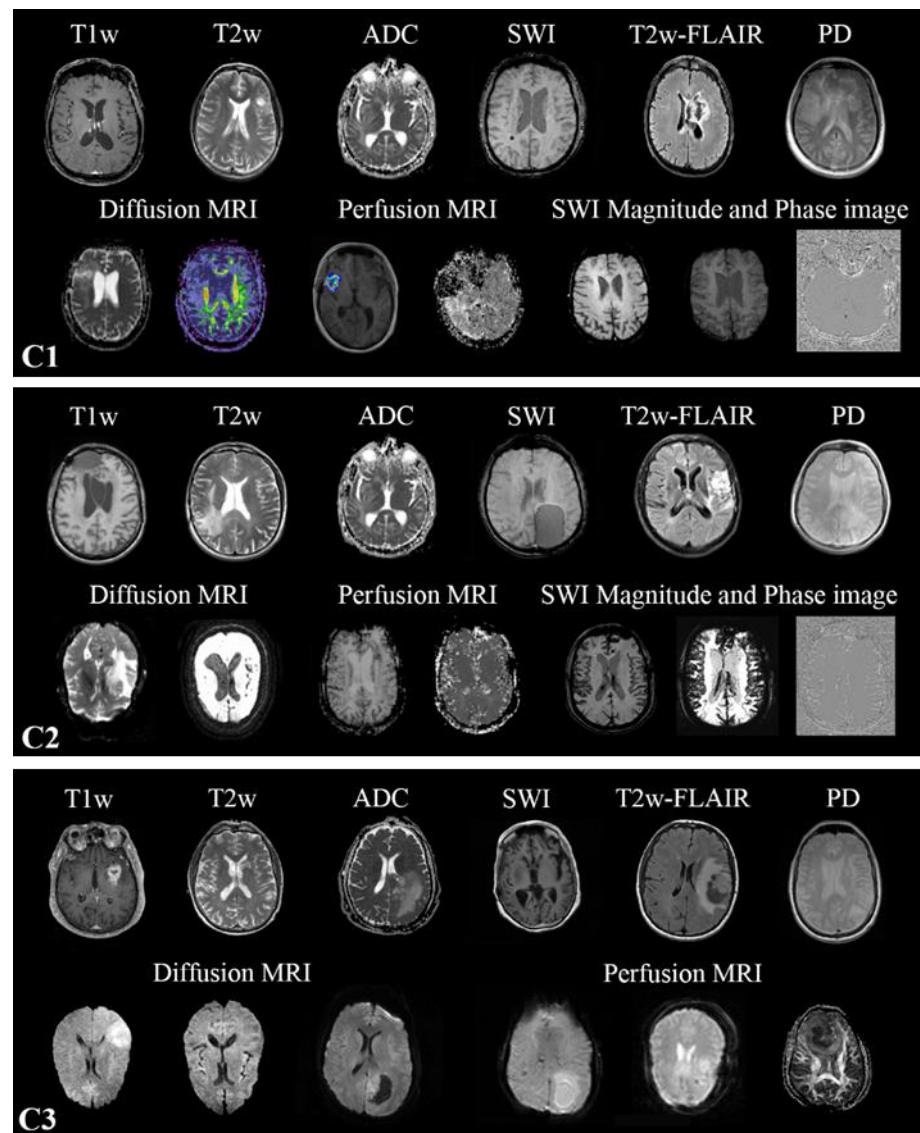 T1w T2w ADC SWI T2w-FLAIR PD
Diffusion MRI Perfusion MRI SWI Magnitude and Phase image
C1
T1w T2w ADC SWI T2w-FLAIR PD
Diffusion MRI Perfusion MRI SWI Magnitude and Phase image
C2
T1w T2w ADC SWI T2w-FLAIR PD
Diffusion MRI Perfusion MRI
C3